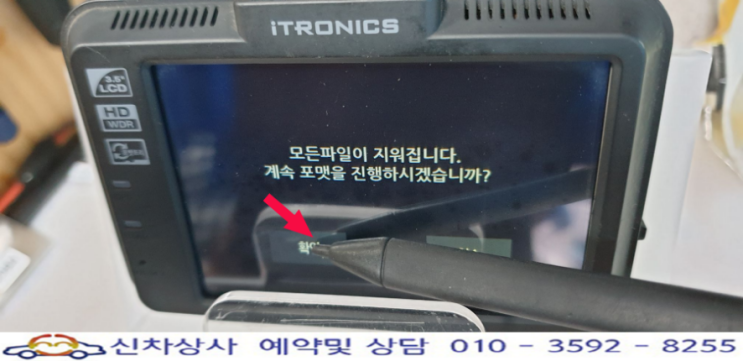 iTRONICS
3.5"
LCD
HD
WDR
모든파일이 지워집니다.
계속 포맷을 진행하시겠습니까?
신차상사 예약및 상담 010 - 3592 - 8255